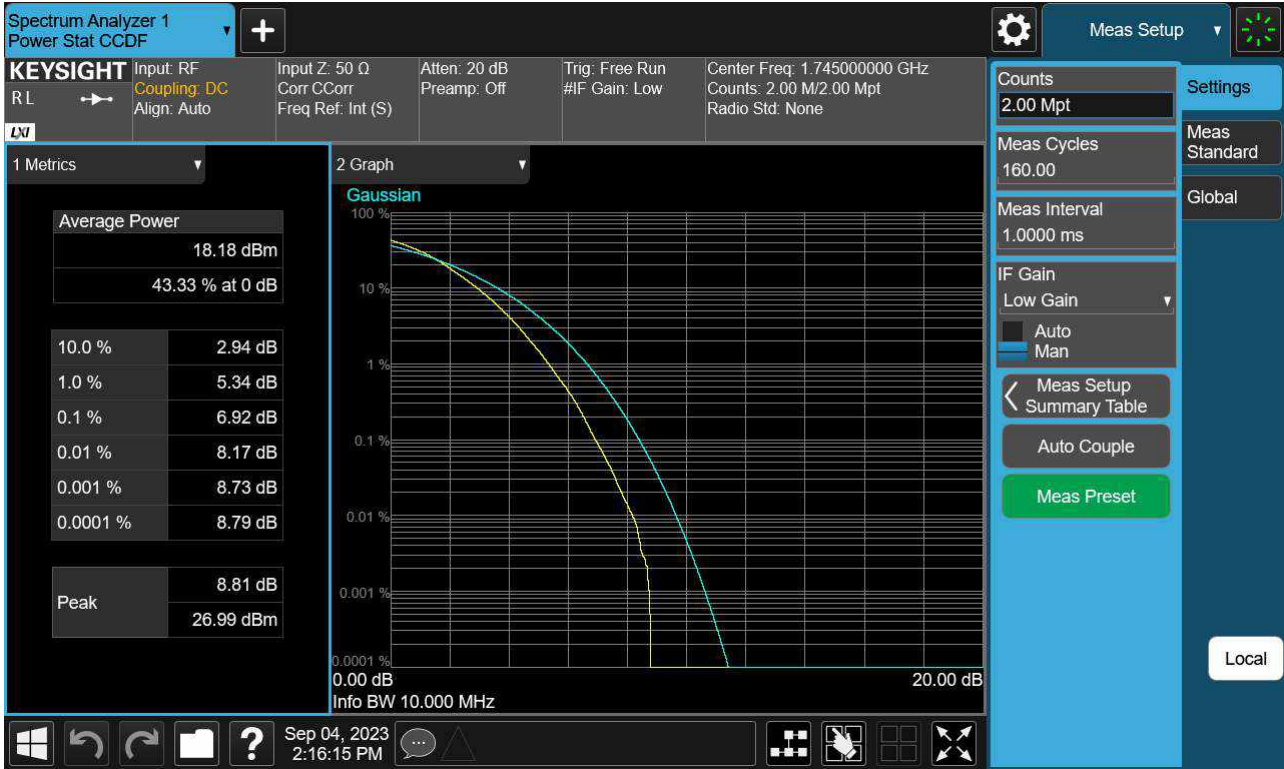 Spectrum Analyzer 1
Power Stat CCDF
+
Meas Setup
KEYSIGHT
RL
LXI
Input: RF
Coupling: DC
Align: Auto
Input Z: 50 Ω
Corr CCorr
Freq Ref: Int (S)
Atten: 20 dB
Preamp: Off
Trig: Free Run
#IF Gain: Low
Center Freq: 1.745000000 GHz
Counts: 2.00 M/2.00 Mpt
Radio Std: None
1 Metrics
Average Power
18.18 dBm
43.33 % at 0 dB
10.0 % 2.94 dB
1.0 % 5.34 dB
0.1 % 6.92 dB
0.01 % 8.17 dB
0.001 % 8.73 dB
0.0001 % 8.79 dB
Peak
8.81 dB
26.99 dBm
2 Graph
Gaussian
100 %
10 %
1 %
0.1 %
0.01 %
0.001 %
0.0001 %
0.00 dB 20.00 dB
Info BW 10.000 MHz
Counts
2.00 Mpt
Meas Cycles
160.00
Meas Interval
1.0000 ms
IF Gain
Low Gain
Auto
Man
Meas Setup
Summary Table
Auto Couple
Meas Preset
Settings
Meas
Standard
Global
Local
?
Sep 04, 2023
2:16:15 PM